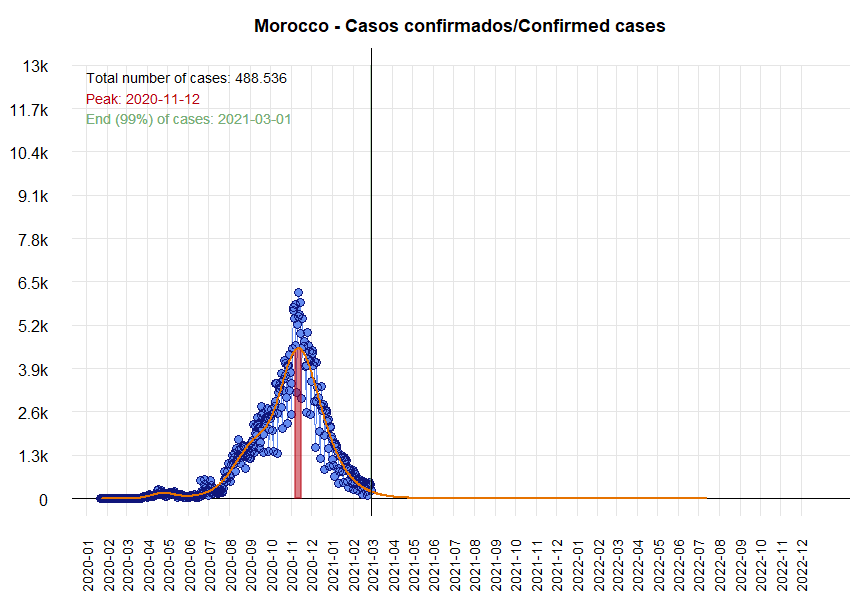 Morocco - Casos confirmados/Confirmed cases
Total number of cases: 488.536
Peak: 2020-11-12
End (99%) of cases: 2021-03-01
13k
11.7k
10.4k
9.1k
7.8k
6.5k
5.2k
3.9k
2.6k
1.3k
0
2020-01
2020-02
2020-03
2020-04
2020-05
2020-06
2020-07
2020-08
2020-09
2020-10
2020-11
2020-12
2021-01
2021-02
2021-03
2021-04
2021-05
2021-06
2021-07
2021-08
2021-09
2021-10
2021-11
2021-12
2022-02
2022-03
2022-04
2022-05
2022-06
2022-07
2022-08
2022-09
2022-10
2022-11
2022-12